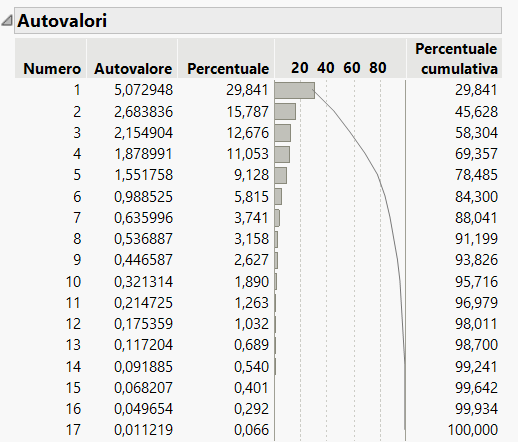 Autovalori
Percentuale
Numero Autovalore Percentuale 20 40 60 80 cumulativa
1 5,072948 29,841 29,841
2 2,683836 15,787 45,628
3 2,154904 12,676 58,304
4 1,878991 11,053 69,357
5 1,551758 9,128 78,485
6 0,988525 5,815 84,300
7 0,635996 3,741 88,041
8 0,536887 3,158 91,199
9 0,446587 2,627 93,826
10 0,321314 1,890 95,716
11 0,214725 1,263 96,979
12 0,175359 1,032 98,011
13 0,117204 0,689 98,700
14 0,091885 0,540 99,241
15 0,068207 0,401 99,642
16 0,049654 0,292 99,934
17 0,011219 0,066 100,000